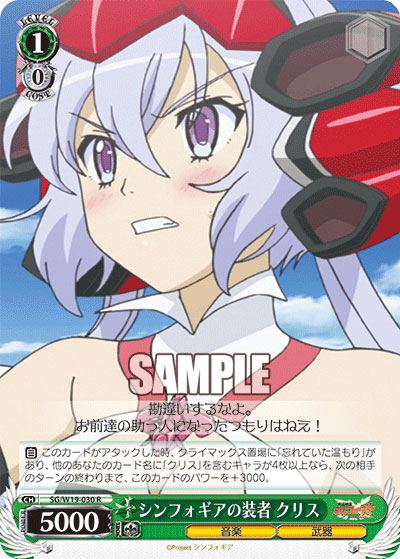 LEVEL
1
0
COST
SAMPLE
勘違いするなよ。
お前達の助っ人になったつもりはねえ!
自 このカードがアタックした時、クライマックス置場に「忘れていた温もり」が
あり、他のあなたのカード名に「クリス」を含むキャラが4枚以上なら、次の相手
のターンの終わりまで、このカードのパワーを+3000。
CH
SG/W19-030 R
5000
シンフォギアの装者 クリス
音楽
武器
©Project シンフォギア